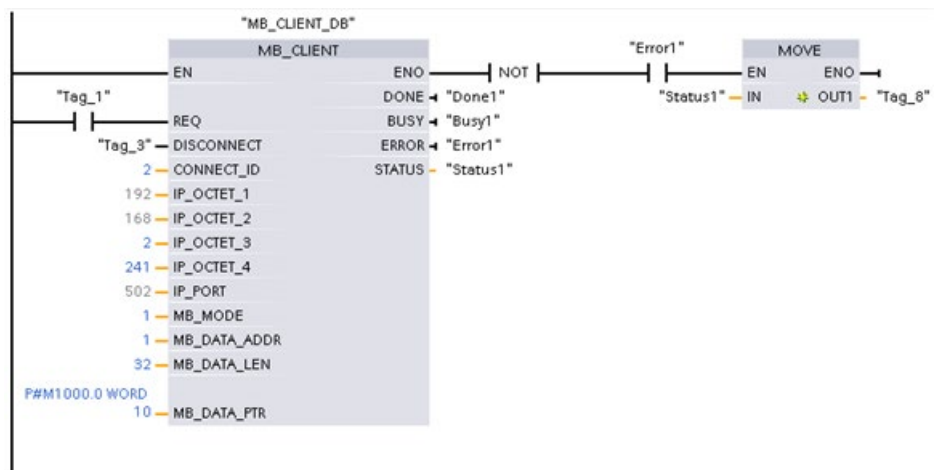 "MB_CLIENT_DB"
MB_CLIENT "Error1" MOVE
EN ENO NOT EN ENO
"Tag_1" DONE "Done1" "Status1" IN OUT1 "Tag_8"
REQ BUSY "Busy1"
"Tag_3" DISCONNECT ERROR "Error1"
2 CONNECT_ID STATUS "Status1"
192 IP_OCTET_1
168 IP_OCTET_2
2 IP_OCTET_3
241 IP_OCTET_4
502 IP_PORT
1 MB_MODE
1 MB_DATA_ADDR
32 MB_DATA_LEN
P#M1000.0 WORD
10 MB_DATA_PTR